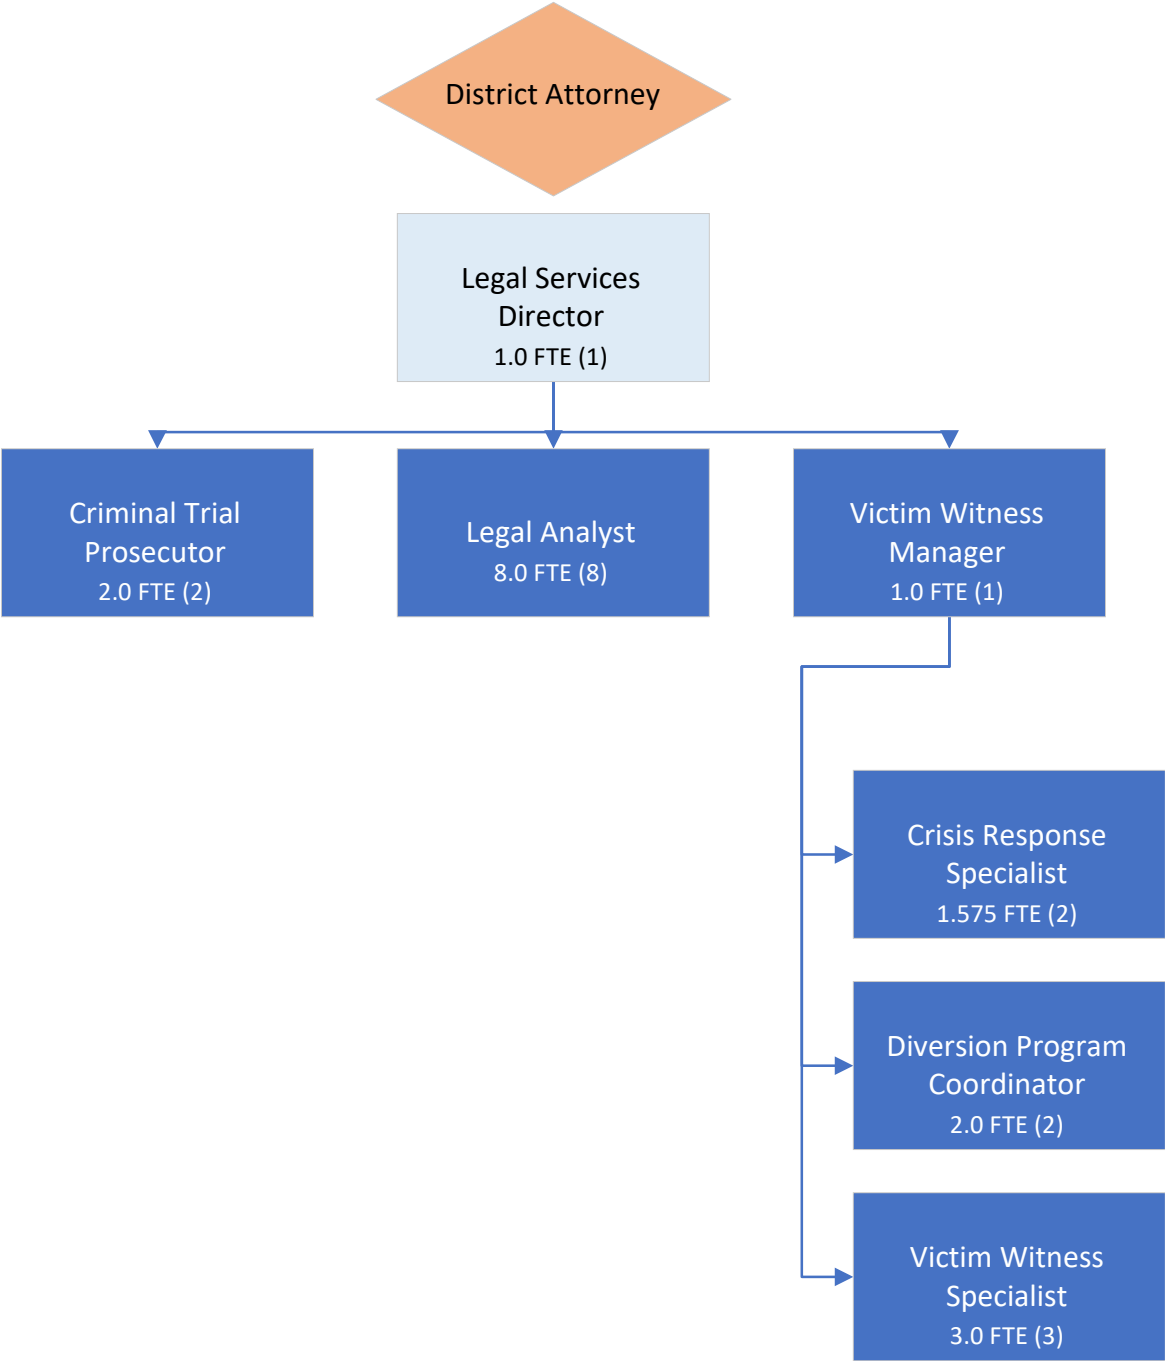 District Attorney
Legal Services
Director
1.0 FTE (1)
Criminal Trial
Prosecutor
2.0 FTE (2)
Legal Analyst
8.0 FTE (8)
Victim Witness
Manager
1.0 FTE (1)
Crisis Response
Specialist
1.575 FTE (2)
Diversion Program
Coordinator
2.0 FTE (2)
Victim Witness
Specialist
3.0 FTE (3)